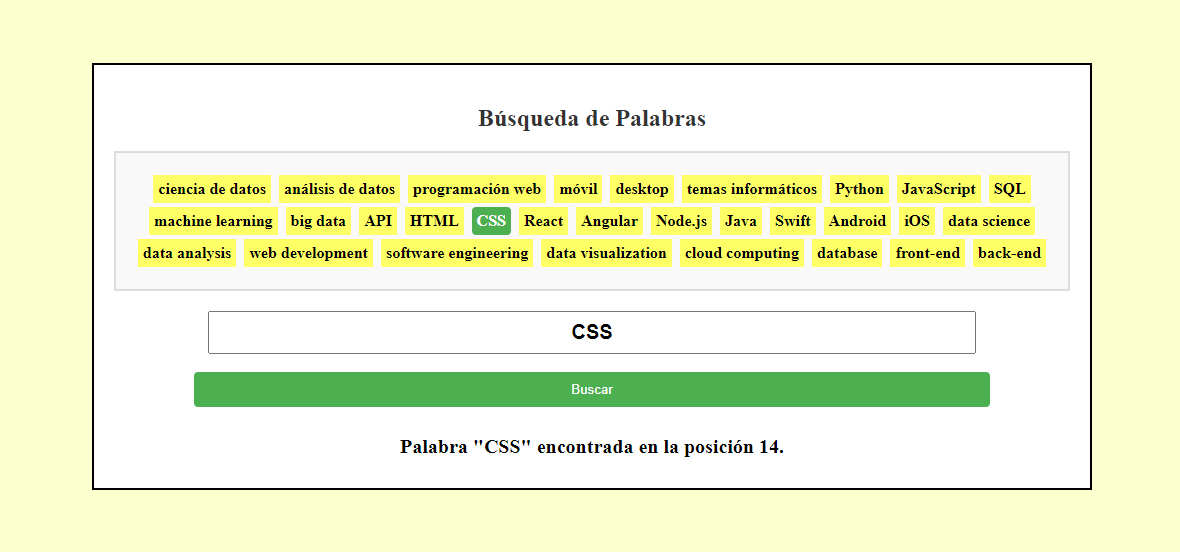 Búsqueda de Palabras
ciencia de datos análisis de datos programación web móvil desktop temas informáticos Python JavaScript SQL
machine learning big data API HTML CSS React Angular Node.js Java Swift Android iOS data science
data analysis web development software engineering data visualization cloud computing database front-end back-end
CSS
Buscar
Palabra "CSS" encontrada en la posición 14.